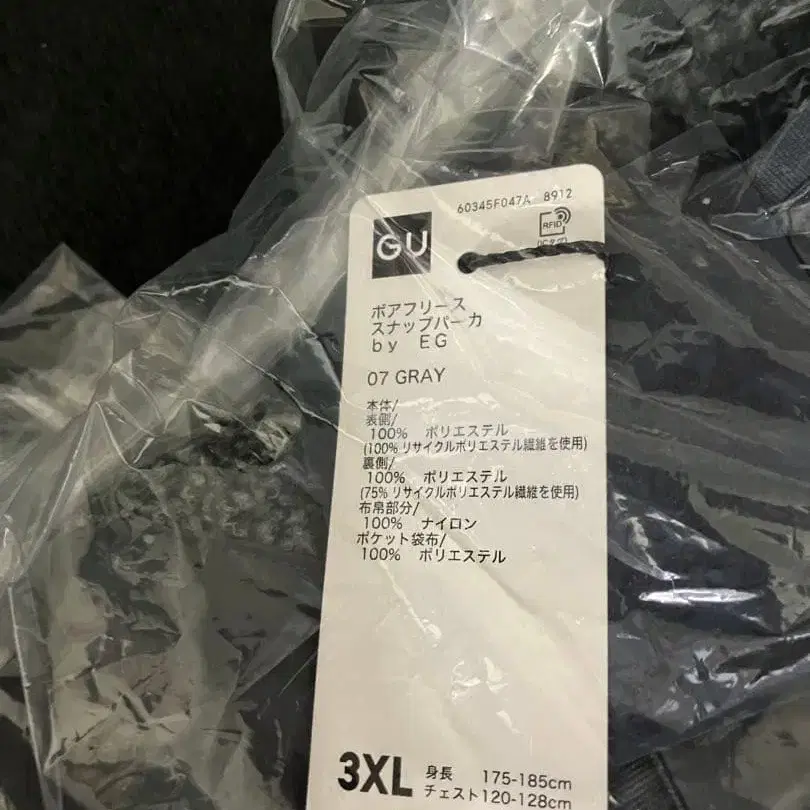 60345F047A 8912
GU
RFID
ボアフリース
スナップパーカ
by EG
07 GRAY
本体/
表側/
100% ポリエステル
(100%リサイクルポリエステル繊維を使用)
裏側/
100% ポリエステル
(75%リサイクルポリエステル繊維を使用)
布帛部分/
100% ナイロン
ポケット袋布/
100% ポリエステル
3XL 身長 175-185cm
チェスト120-128cm